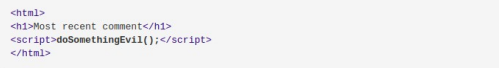 <html>
<h1>Most recent comment</h1>
<script>doSomethingEvil();</script>
</html>